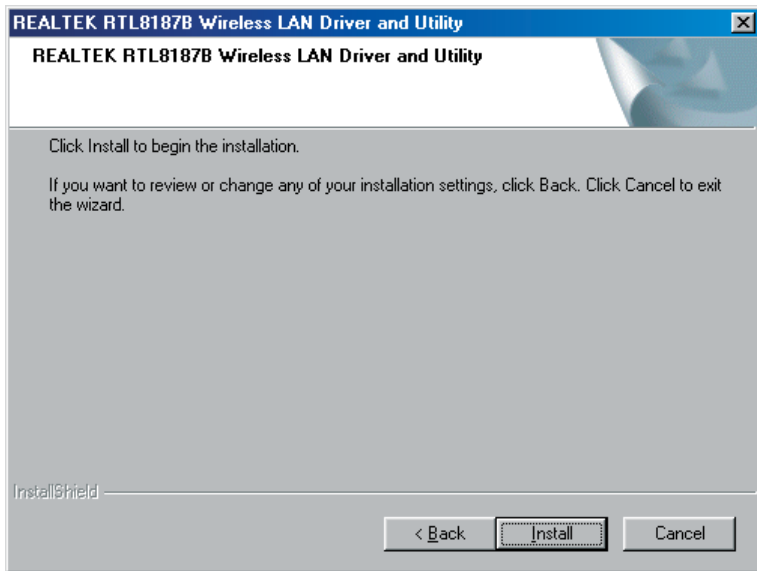 REALTEK RTL8187B Wireless LAN Driver and Utility
REALTEK RTL8187B Wireless LAN Driver and Utility
Click Install to begin the installation.
If you want to review or change any of your installation settings, click Back. Click Cancel to exit
the wizard.
InstallShield
< Back Install Cancel